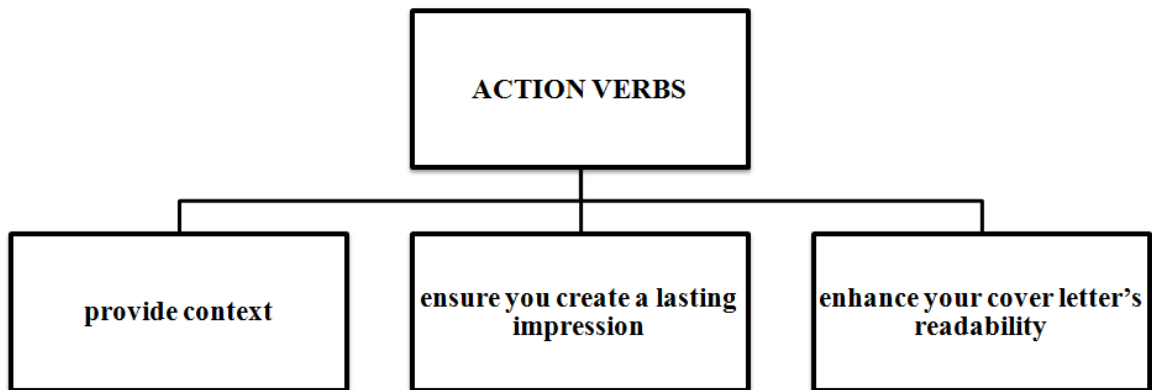 ACTION VERBS
provide context
ensure you create a lasting
impression
enhance your cover letter’s
readability